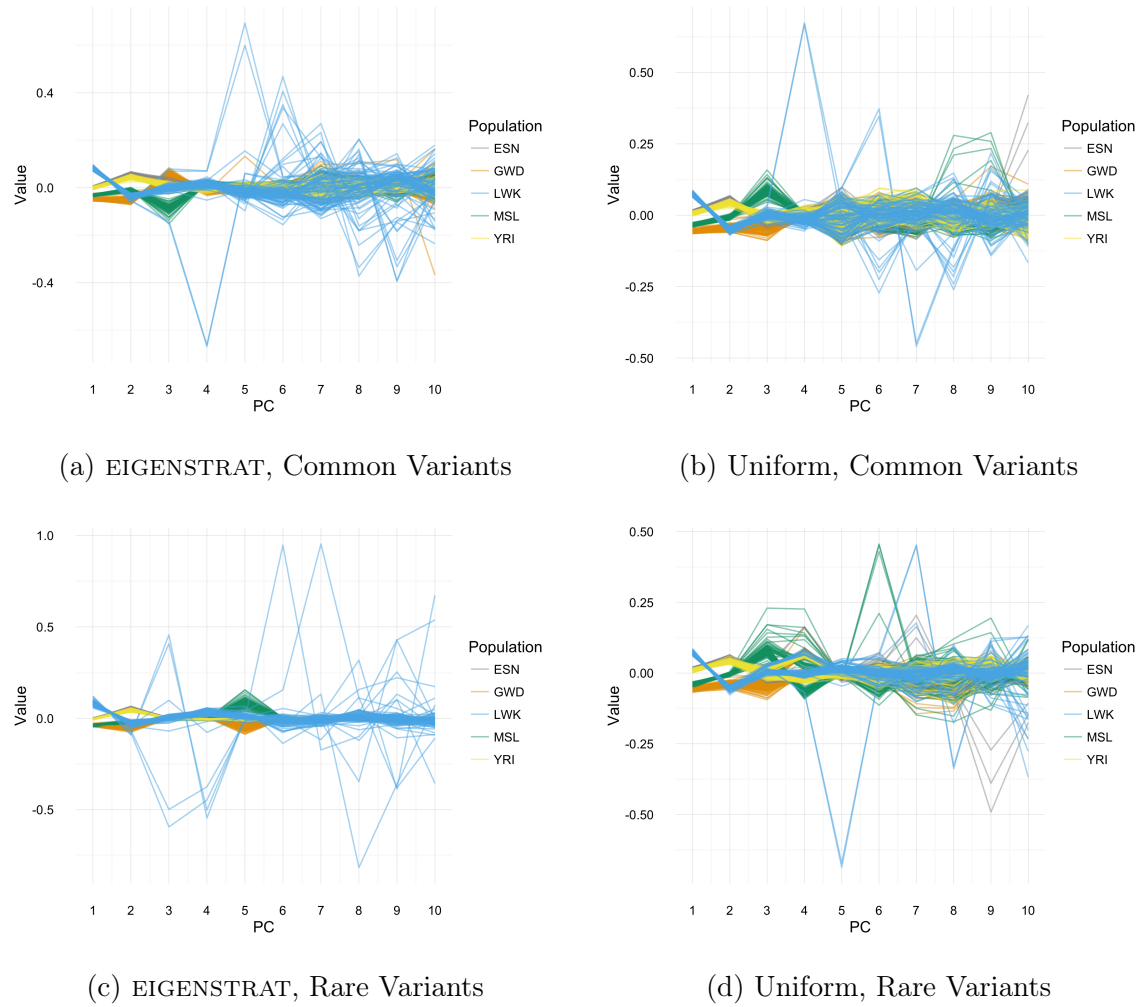 0.4
0.0
-0.4
Value
1 2 3 4 5 6 7 8 9 10
PC
Population
ESN
GWD
LWK
MSL
YRI
(a) EIGENSTRAT, Common Variants
0.50
0.25
0.00
-0.25
-0.50
Value
1 2 3 4 5 6 7 8 9 10
PC
Population
ESN
GWD
LWK
MSL
YRI
(b) Uniform, Common Variants
1.0
0.5
0.0
-0.5
Value
1 2 3 4 5 6 7 8 9 10
PC
Population
ESN
GWD
LWK
MSL
YRI
(c) EIGENSTRAT, Rare Variants
0.50
0.25
0.00
-0.25
-0.50
Value
1 2 3 4 5 6 7 8 9 10
PC
Population
ESN
GWD
LWK
MSL
YRI
(d) Uniform, Rare Variants